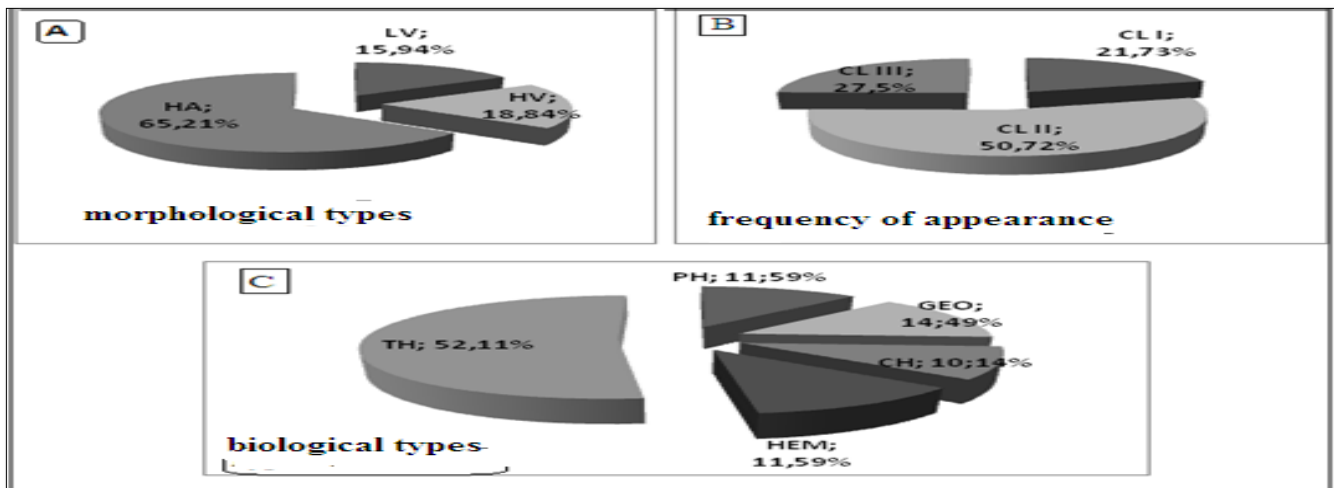 A
LV;
15,94%
HV;
18,84%
HA;
65,21%
morphological types
B
CL I;
21,73%
CL III;
27,5%
CL II;
50,72%
frequency of appearance
C
PH; 11;59%
GEO;
14;49%
TH; 52,11%
CH; 10;14%
HEM;
11,59%
biological types